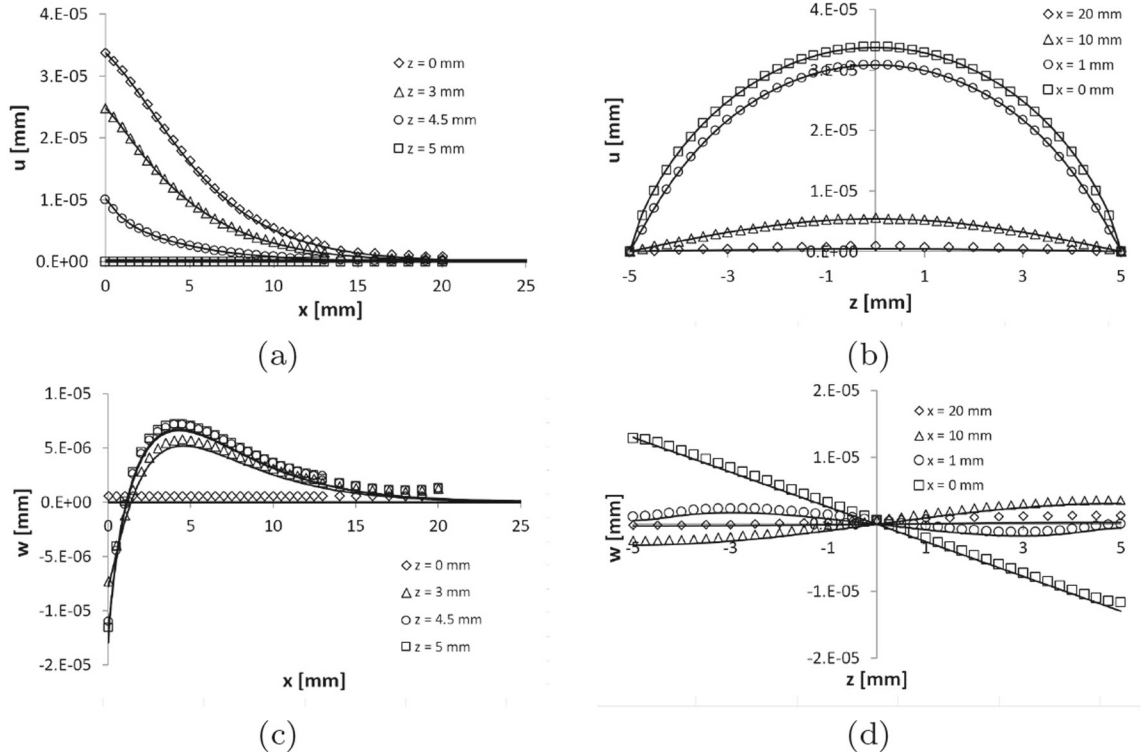 4.E-05
3.E-05
2.E-05
1.E-05
0.E+00
u [mm]
0 5 10 15 20 25
x [mm]
z = 0 mm
z = 3 mm
z = 4.5 mm
z = 5 mm
(a)
4.E-05
3.E-05
2.E-05
1.E-05
0.E+00
u [mm]
-5 -3 -1 1 3 5
z [mm]
x = 20 mm
x = 10 mm
x = 1 mm
x = 0 mm
(b)
1.E-05
5.E-06
0.E+00
-5.E-06
-1.E-05
-2.E-05
w [mm]
0 5 10 15 20 25
x [mm]
z = 0 mm
z = 3 mm
z = 4.5 mm
z = 5 mm
(c)
2.E-05
1.E-05
-1.E-05
-2.E-05
w [mm]
-5 -3 -1 1 3 5
z [mm]
x = 20 mm
x = 10 mm
x = 1 mm
x = 0 mm
(d)